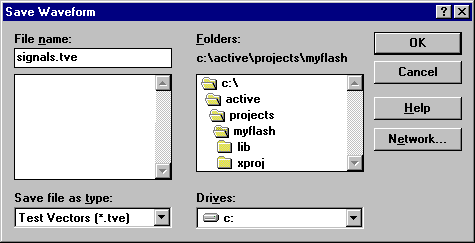 Save Waveform
File name:
signals.tve
Folders:
c:\active\projects\myflash
c:\
active
projects
myflash
lib
xproj
OK
Cancel
Help
Network...
Save file as type:
Test Vectors (*.tve)
Drives:
c: